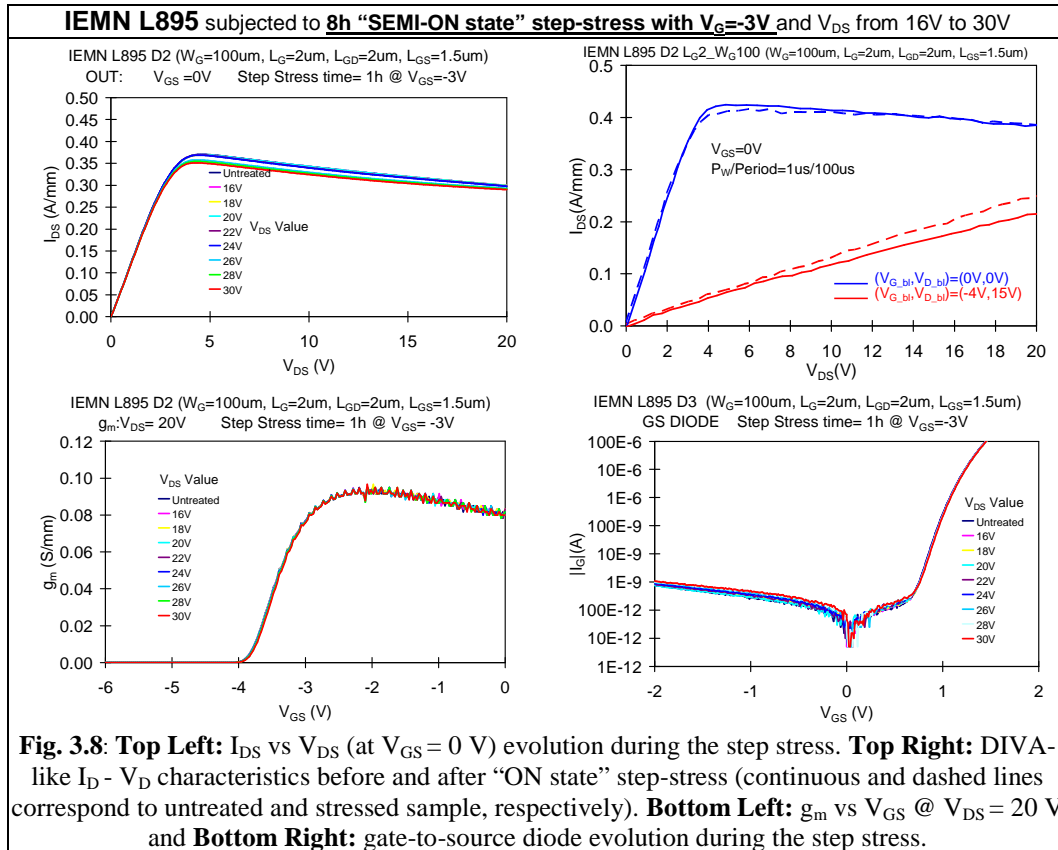 IEMN L895 subjected to 8h “SEMI-ON state” step-stress with VG=-3V and VDS from 16V to 30V
IEMN L895 D2 (WG=100um, LG=2um, LGD=2um, LGS=1.5um)
OUT: VGS =0V Step Stress time= 1h @ VGS=-3V
0.50
0.45
0.40
0.35
0.30
0.25
0.20
0.15
0.10
0.05
0.00
IDS (A/mm)
Untreated
16V
18V
20V
22V
24V
26V
28V
30V
VDS Value
0 5 10 15 20
VDS (V)
IEMN L895 D2 LG2_WG100 (WG=100um, LG=2um, LGD=2um, LGS=1.5um)
0.5
0.4
0.3
0.2
0.1
0.0
IDS(A/mm)
VGS=0V
PW/Period=1us/100us
(VG_bl,VD_bl)=(0V,0V)
(VG_bl,VD_bl)=(-4V,15V)
0 2 4 6 8 10 12 14 16 18 20
VDS(V)
IEMN L895 D2 (WG=100um, LG=2um, LGD=2um, LGS=1.5um)
gm:VDS= 20V Step Stress time= 1h @ VGS= -3V
0.12
0.10
0.08
0.06
0.04
0.02
0.00
gm (S/mm)
VDS Value
Untreated
16V
18V
20V
22V
24V
26V
28V
30V
-6 -5 -4 -3 -2 -1 0
VGS (V)
IEMN L895 D3 (WG=100um, LG=2um, LGD=2um, LGS=1.5um)
GS DIODE Step Stress time= 1h @ VGS=-3V
100E-6
10E-6
1E-6
100E-9
10E-9
1E-9
100E-12
10E-12
1E-12
|IG|(A)
VDS Value
Untreated
16V
18V
20V
22V
24V
26V
28V
30V
-2 -1 0 1 2
VGS (V)
Fig. 3.8: Top Left: IDS vs VDS (at VGS = 0 V) evolution during the step stress. Top Right: DIVA-
like ID - VD characteristics before and after “ON state” step-stress (continuous and dashed lines
correspond to untreated and stressed sample, respectively). Bottom Left: gm vs VGS @ VDS = 20 V
and Bottom Right: gate-to-source diode evolution during the step stress.